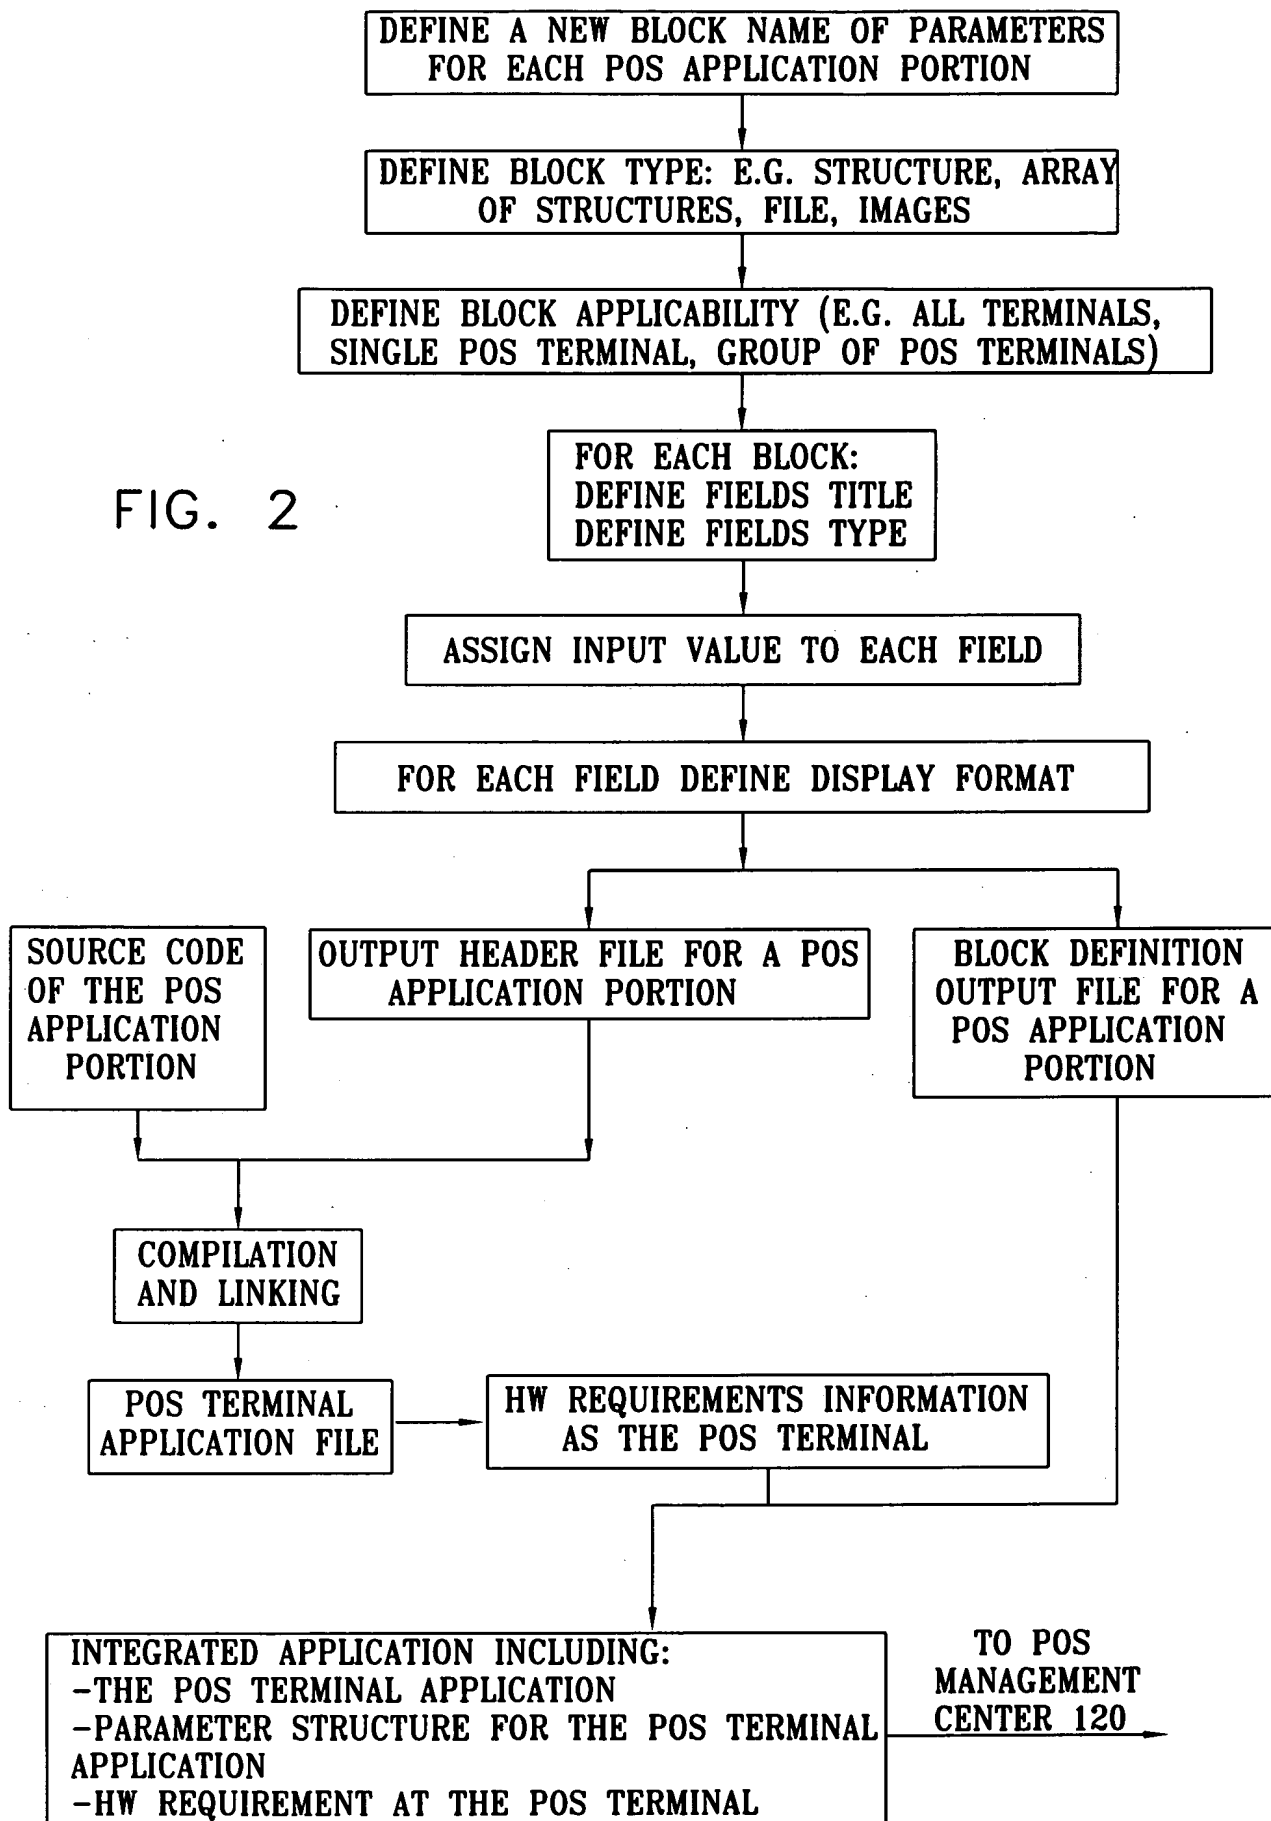 DEFINE A NEW BLOCK NAME OF PARAMETERS
FOR EACH POS APPLICATION PORTION
DEFINE BLOCK TYPE: E.G. STRUCTURE, ARRAY
OF STRUCTURES, FILE, IMAGES
DEFINE BLOCK APPLICABILITY (E.G. ALL TERMINALS,
SINGLE POS TERMINAL, GROUP OF POS TERMINALS)
FOR EACH BLOCK:
DEFINE FIELDS TITLE
DEFINE FIELDS TYPE
FIG. 2
ASSIGN INPUT VALUE TO EACH FIELD
FOR EACH FIELD DEFINE DISPLAY FORMAT
SOURCE CODE
OF THE POS
APPLICATION
PORTION
OUTPUT HEADER FILE FOR A POS
APPLICATION PORTION
BLOCK DEFINITION
OUTPUT FILE FOR A
POS APPLICATION
PORTION
COMPILATION
AND LINKING
POS TERMINAL
APPLICATION FILE
HW REQUIREMENTS INFORMATION
AS THE POS TERMINAL
INTEGRATED APPLICATION INCLUDING:
-THE POS TERMINAL APPLICATION
-PARAMETER STRUCTURE FOR THE POS TERMINAL
APPLICATION
-HW REQUIREMENT AT THE POS TERMINAL
TO POS
MANAGEMENT
CENTER 120